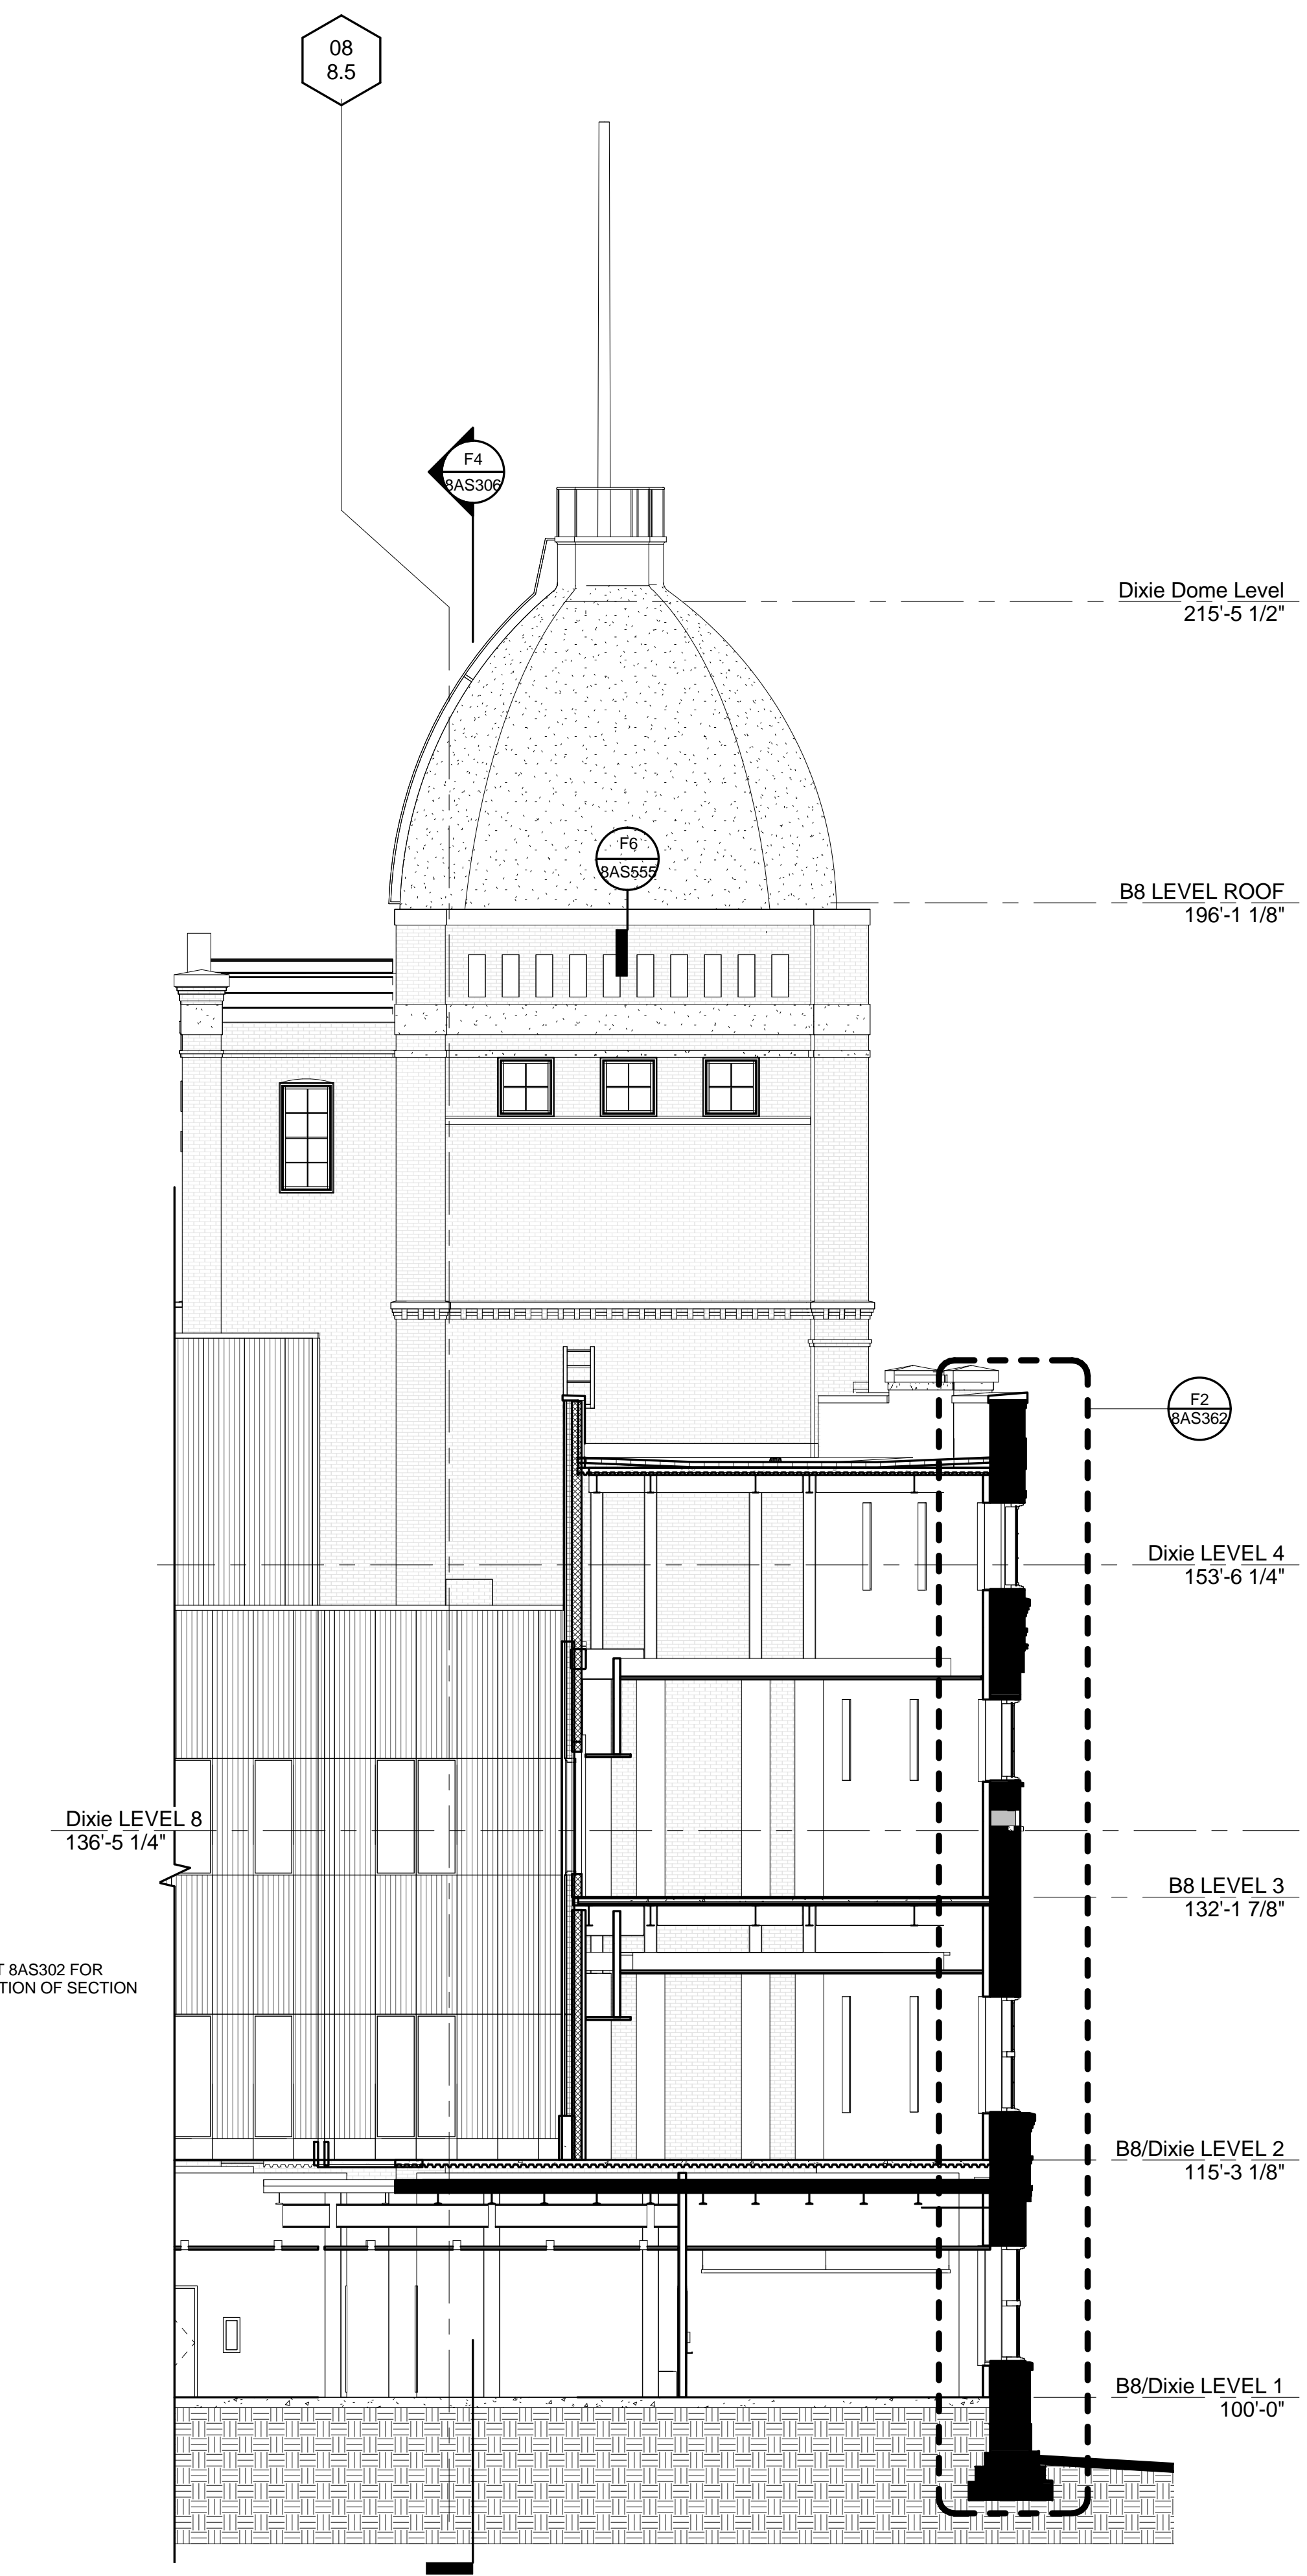 08
8.5
F4
8AS306
Dixie Dome Level
215'-5 1/2"
F6
8AS555
B8 LEVEL ROOF
196'-1 1/8"
F2
8AS362
Dixie LEVEL 4
153'-6 1/4"
Dixie LEVEL 8
136'-5 1/4"
B8 LEVEL 3
132'-1 7/8"
T 8AS302 FOR
TION OF SECTION
B8/Dixie LEVEL 2
115'-3 1/8"
B8/Dixie LEVEL 1
100'-0"